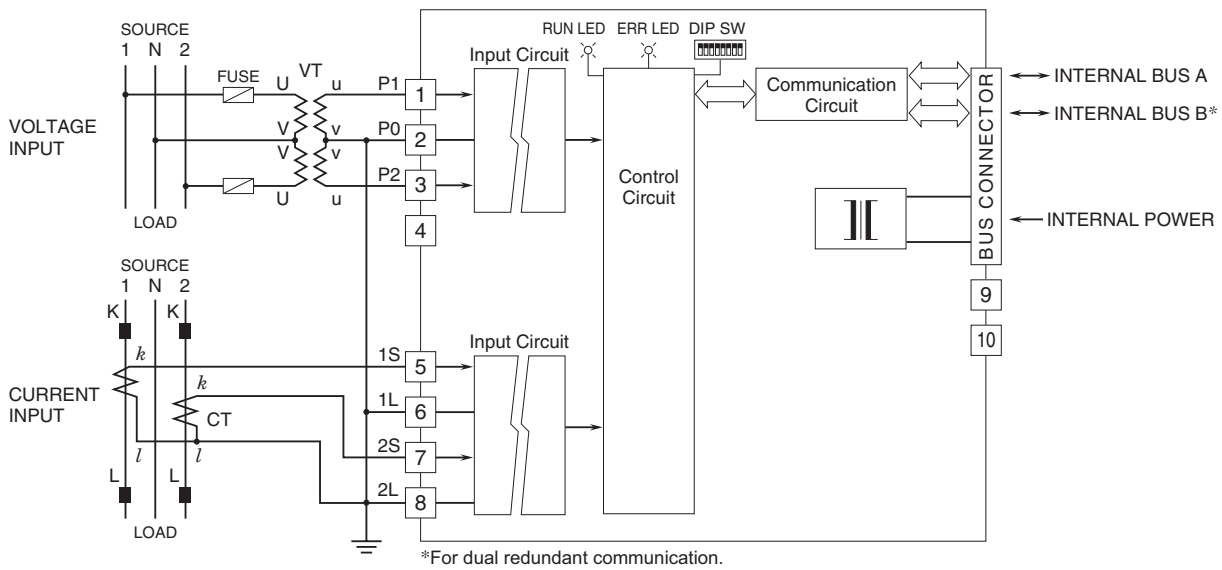 SOURCE
1 N 2
FUSE
U
VT
u
P1
1
V
v
P0
2
V
v
VOLTAGE
INPUT
P2
3
U
u
4
LOAD
Input Circuit
RUN LED
ERR LED
DIP SW
Control
Circuit
Communication
Circuit
BUS CONNECTOR
INTERNAL BUS A
INTERNAL BUS B*
INTERNAL POWER
9
10
SOURCE
1 N 2
K
K
k
1S
5
k
1L
6
CURRENT
INPUT
CT
2S
7
l
l
L
L
2L
8
LOAD
Input Circuit
*For dual redundant communication.